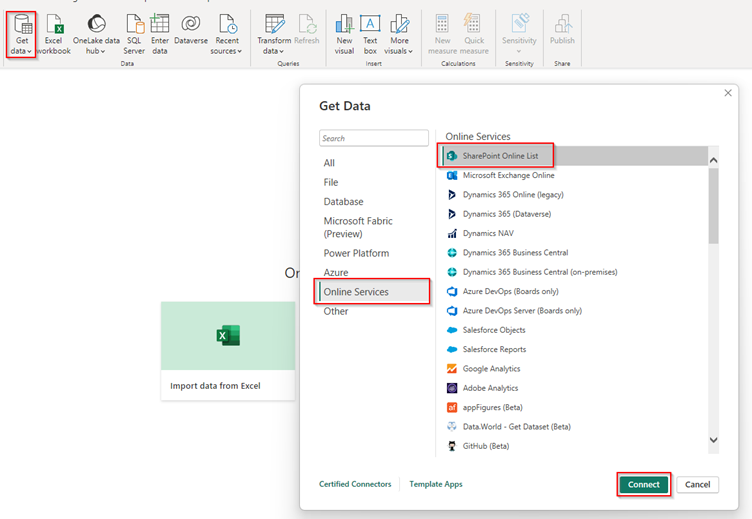 Get data
Excel workbook
OneLake data hub
SQL Server
Enter data
Dataverse
Recent sources
Transform data
Refresh
New visual
Text box
More visuals
New measure
Quick measure
Sensitivity
Publish
Data
Queries
Insert
Calculations
Sensitivity
Share
Get Data
Search
All
File
Database
Microsoft Fabric
(Preview)
Power Platform
Azure
Online Services
Other
Online Services
SharePoint Online List
Microsoft Exchange Online
Dynamics 365 Online (legacy)
Dynamics 365 (Dataverse)
Dynamics NAV
Dynamics 365 Business Central
Dynamics 365 Business Central (on-premises)
Azure DevOps (Boards only)
Azure DevOps Server (Boards only)
Salesforce Objects
Salesforce Reports
Google Analytics
Adobe Analytics
appFigures (Beta)
Data.World - Get Dataset (Beta)
GitHub (Beta)
Import data from Excel
Certified Connectors
Template Apps
Connect
Cancel